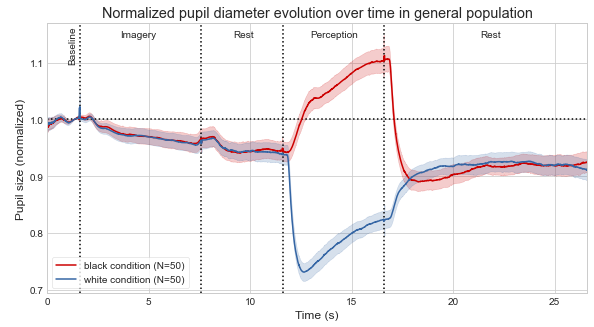 Normalized pupil diameter evolution over time in general population
Baseline
Imagery
Rest
Perception
Rest
Pupil size (normalized)
1.1
1.0
0.9
0.8
0.7
black condition (N=50)
white condition (N=50)
0 5 10 15 20 25
Time (s)